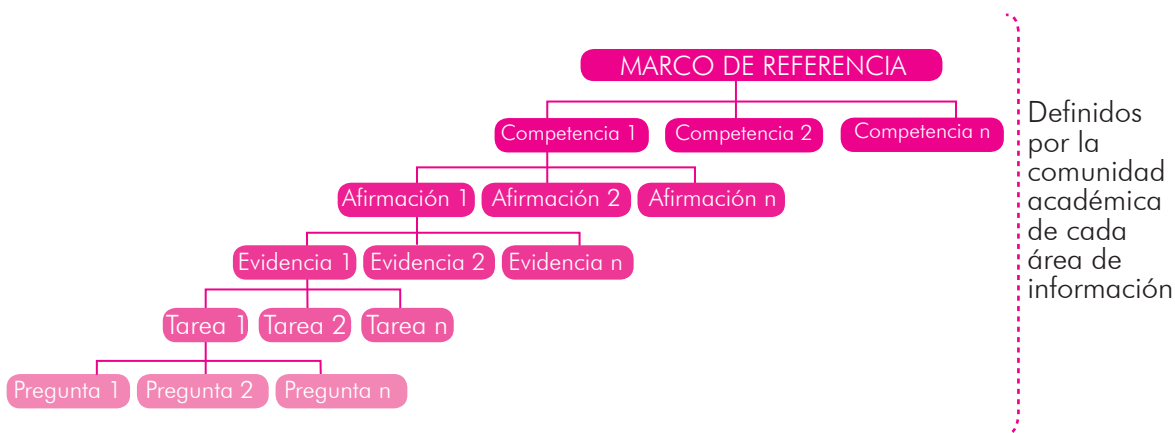 MARCO DE REFERENCIA
Competencia 1
Competencia 2
Competencia n
Afirmación 1
Afirmación 2
Afirmación n
Evidencia 1
Evidencia 2
Evidencia n
Tarea 1
Tarea 2
Tarea n
Pregunta 1
Pregunta 2
Pregunta n
Definidos
por la
comunidad
académica
de cada
área de
información